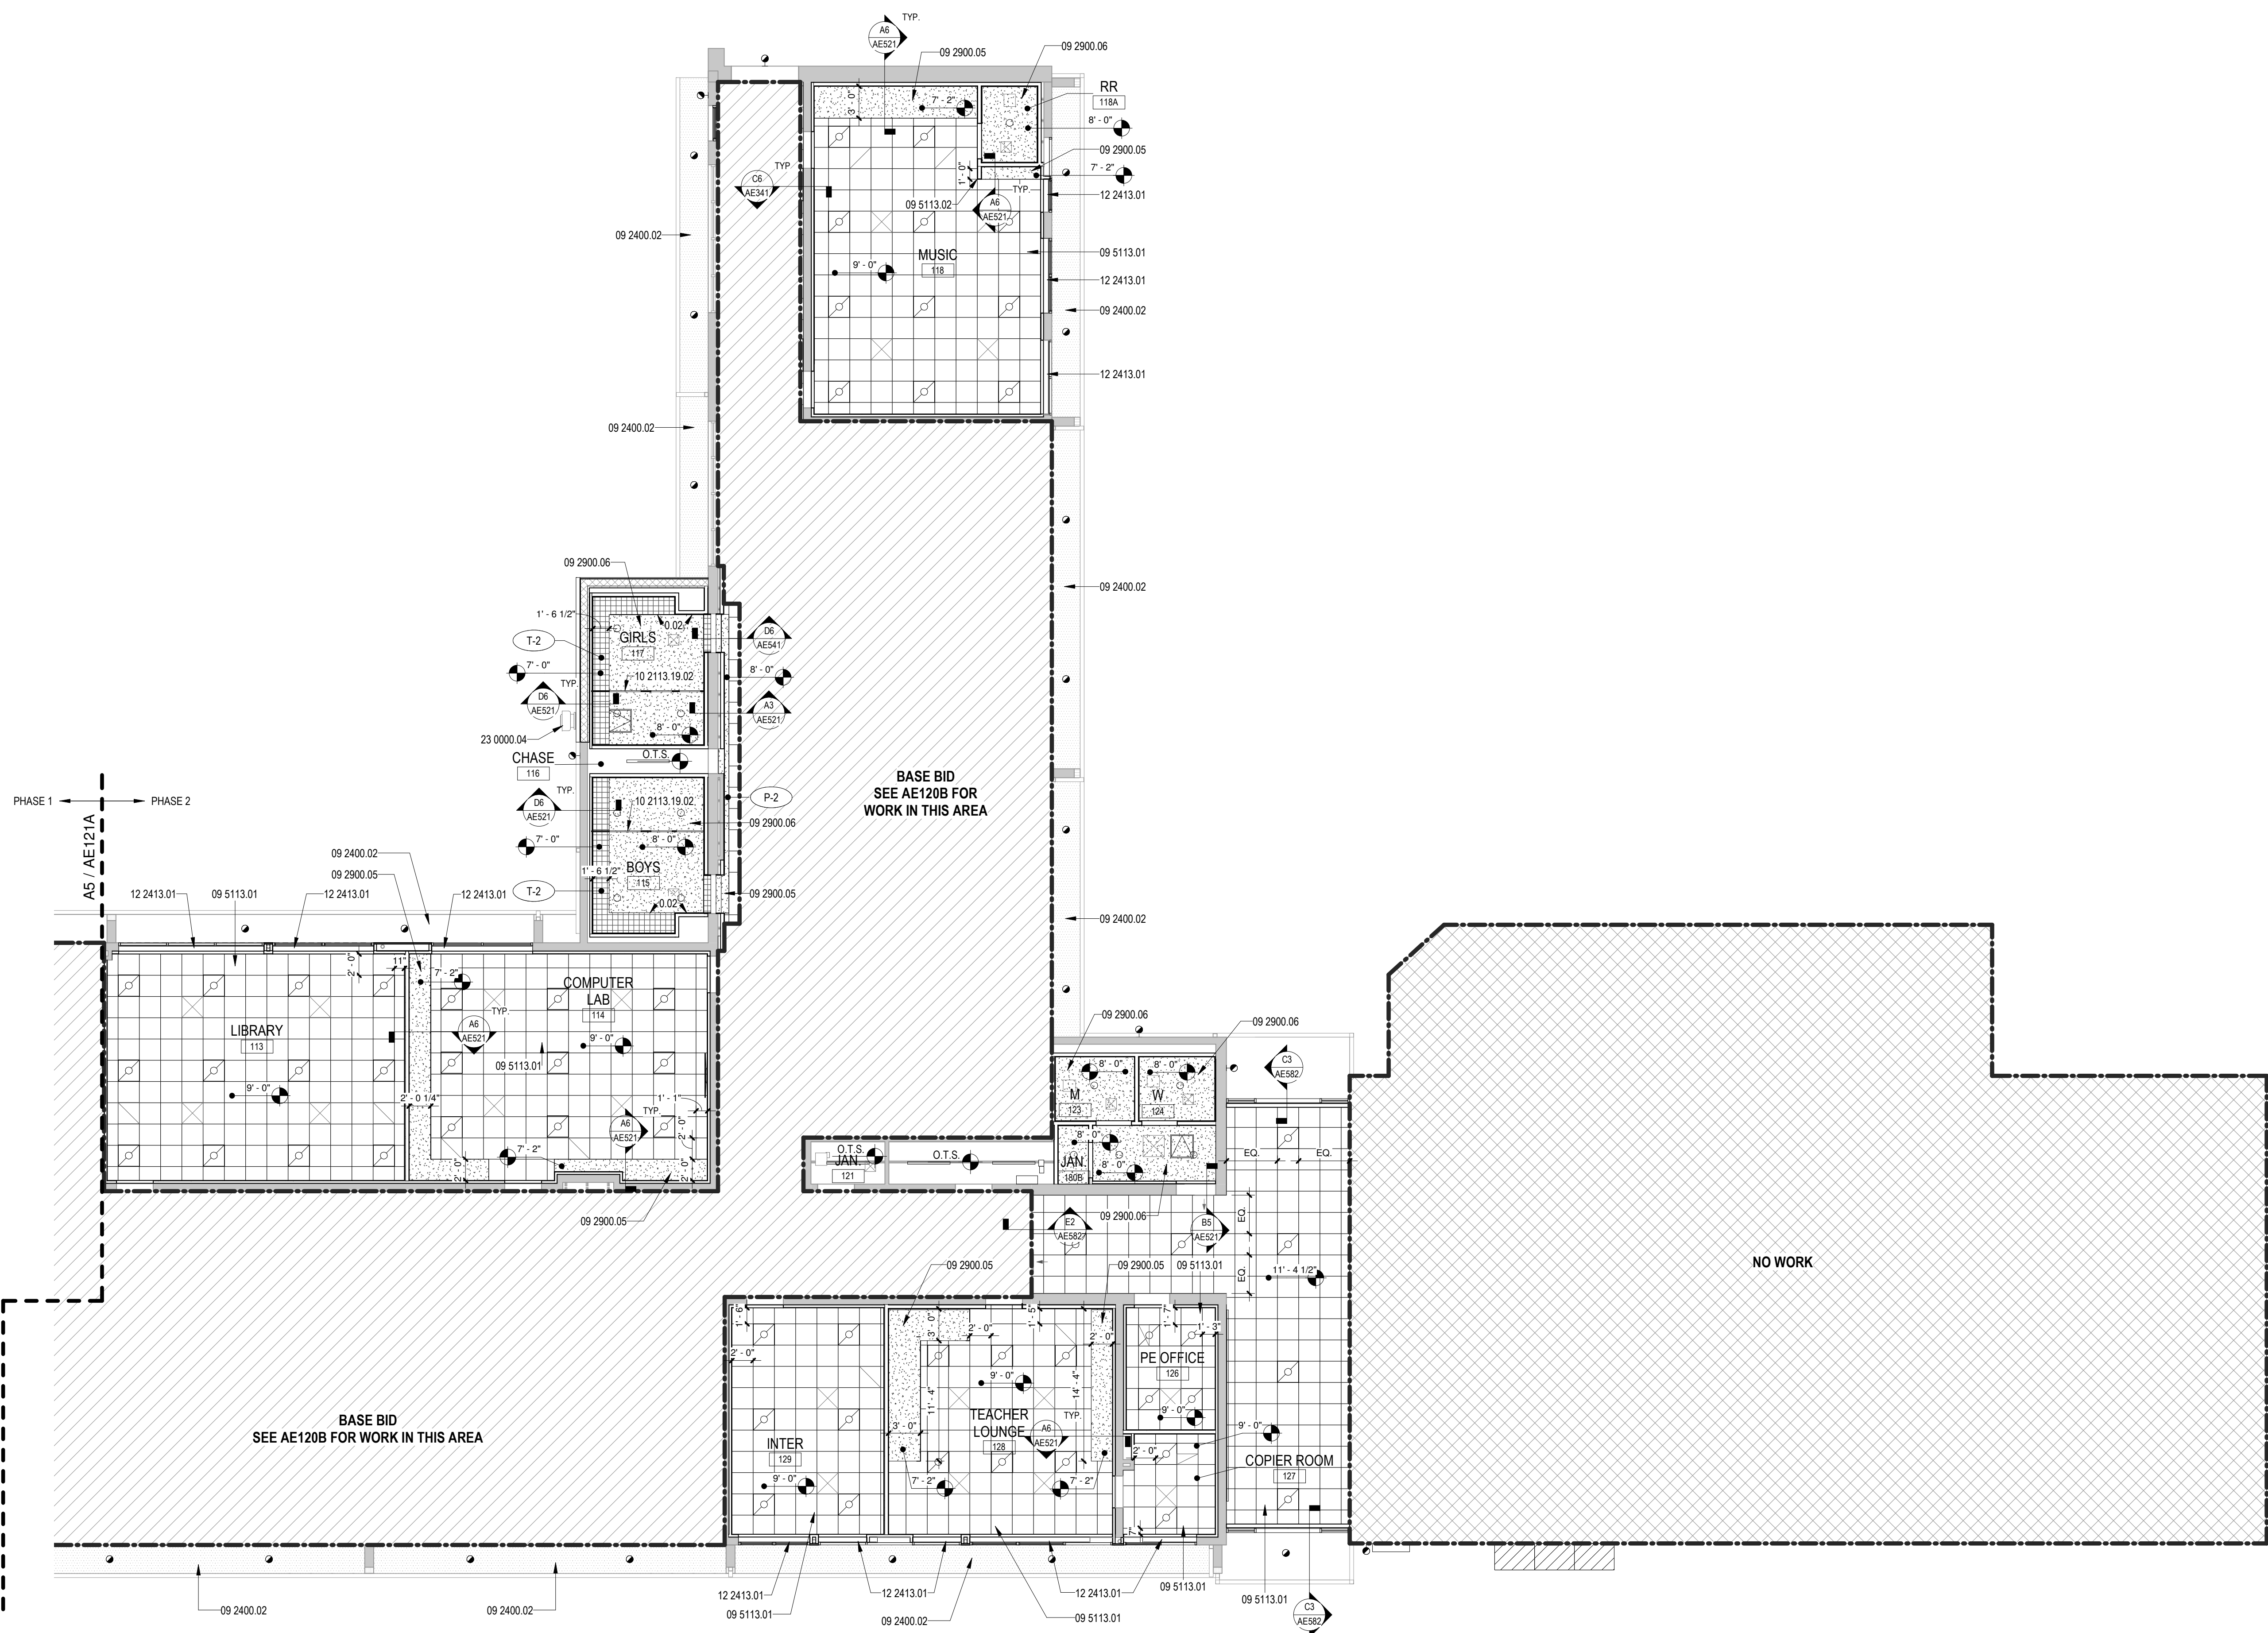 TYP.
A6
AE521
09 2900.05
09 2900.06
RR
118A
3' - 0"
7' - 2"
8' - 0"
09 2900.05
7' - 2"
TYP
C6
AE341
1' - 0"
TYP.
12 2413.01
09 5113.02
A6
AE521
09 2400.02
MUSIC
118
09 5113.01
9' - 0"
12 2413.01
09 2400.02
12 2413.01
09 2400.02
09 2900.06
09 2400.02
1' - 6 1/2"
0.02
GIRLS
117
D6
AE541
T-2
7' - 0"
8' - 0"
10 2113.19.02
TYP.
D6
AE521
A3
AE521
8' - 0"
23 0000.04
CHASE
116
O.T.S.
BASE BID
SEE AE120B FOR
WORK IN THIS AREA
TYP.
D6
AE521
10 2113.19.02
P-2
09 2900.06
PHASE 1
PHASE 2
A5 / AE121A
7' - 0"
8' - 0"
09 2400.02
BOYS
115
09 2900.05
1' - 6 1/2"
T-2
09 2900.05
12 2413.01
09 5113.01
12 2413.01
12 2413.01
0.02
09 2400.02
2' - 0"
11"
7' - 2"
COMPUTER
LAB
114
TYP.
A6
AE521
LIBRARY
113
9' - 0"
09 5113.01
9' - 0"
2' - 0 1/4"
1' - 1"
TYP.
A6
AE521
2' - 0"
7' - 2"
2' - 0"
2' - 0"
09 2900.05
09 2900.06
09 2900.06
8' - 0"
8' - 0"
C3
AE582
M
123
W
124
8' - 0"
O.T.S.
JAN.
121
O.T.S.
JAN.
180B
8' - 0"
EQ.
EQ.
09 2900.06
E2
AE582
B5
AE521
EQ.
EQ.
NO WORK
09 2900.05
09 2900.05
09 5113.01
11' - 4 1/2"
1' - 6"
3' - 0"
2' - 0"
1' - 5"
2' - 0"
1' - 7"
1' - 3"
2' - 0"
PE OFFICE
126
9' - 0"
11' - 4"
14' - 4"
BASE BID
SEE AE120B FOR WORK IN THIS AREA
TEACHER
LOUNGE
128
TYP.
A6
AE521
9' - 0"
9' - 0"
3' - 0"
INTER
129
2' - 0"
COPIER ROOM
127
9' - 0"
7' - 2"
7' - 2"
7"
12 2413.01
12 2413.01
12 2413.01
09 5113.01
09 5113.01
09 2400.02
09 2400.02
09 5113.01
09 2400.02
09 5113.01
C3
AE582